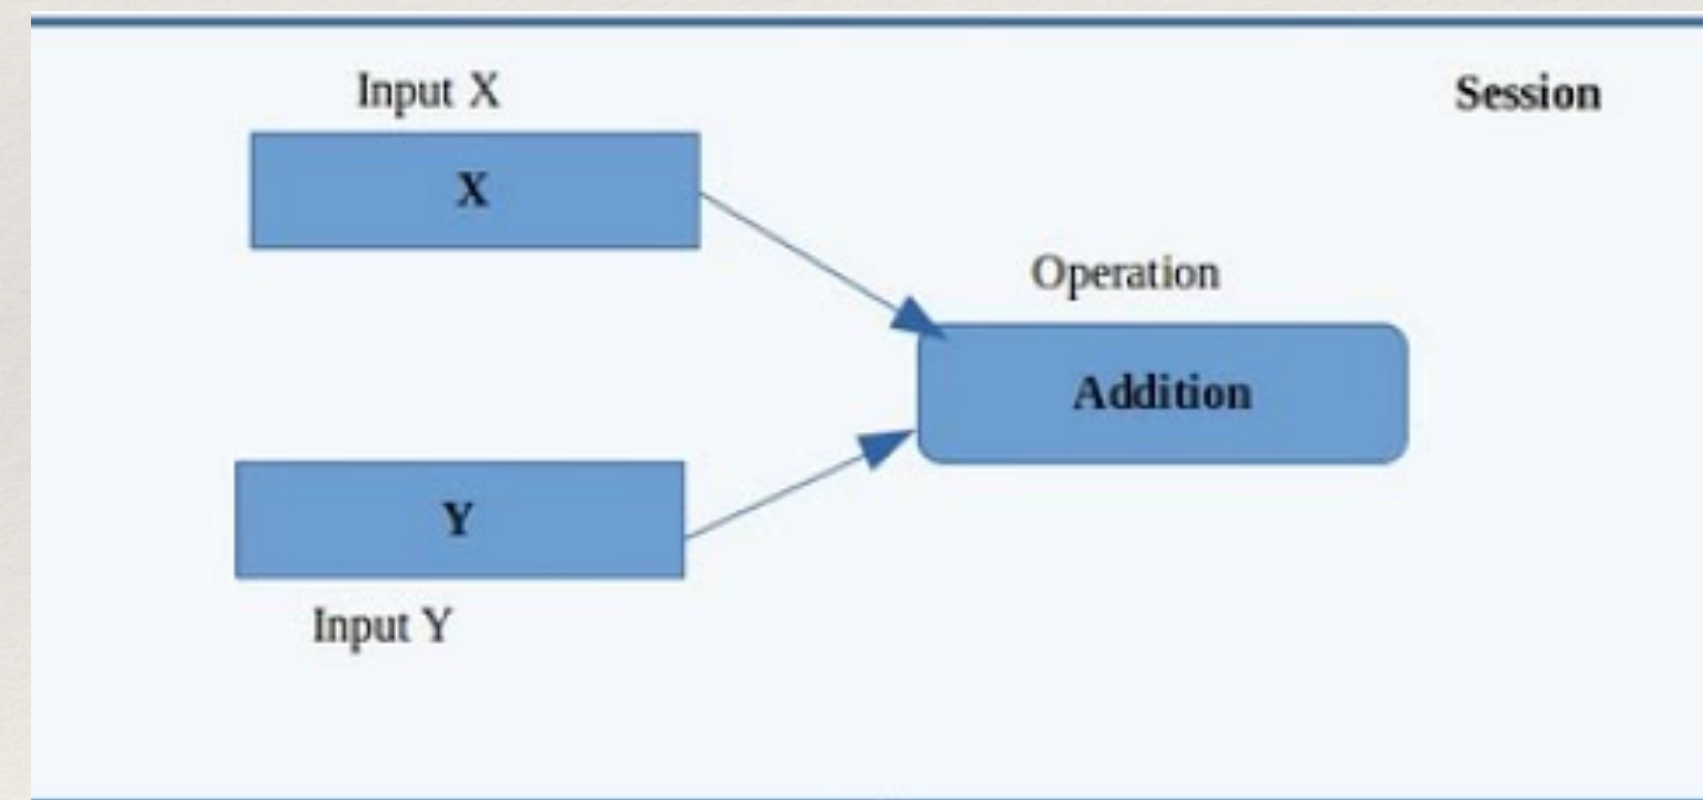 Input X
Session
X
Operation
Addition
Y
Input Y